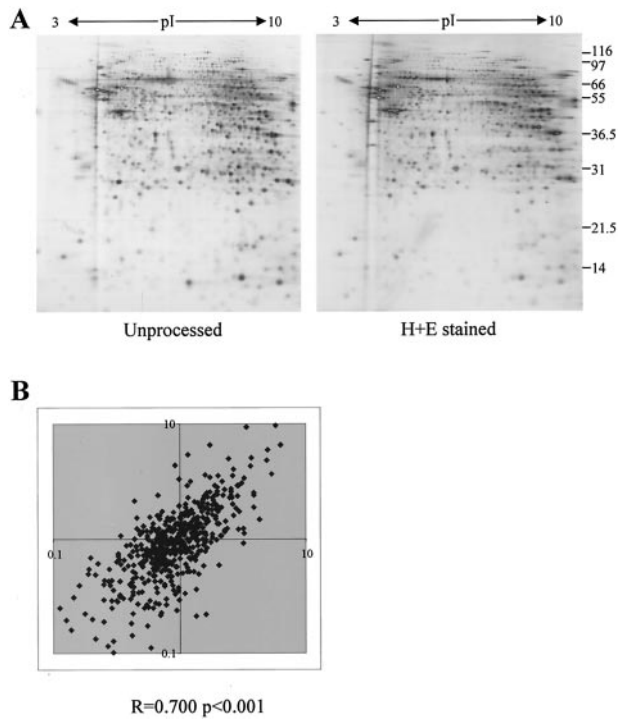 A
3 pI 10
3 pI 10
116
97
66
55
36.5
31
21.5
14
Unprocessed
H+E stained
B
10
0.1
10
0.1
R=0.700 p<0.001